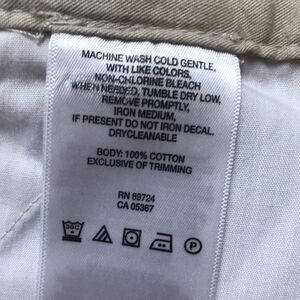 MACHINE WASH COLD GENTLE,
WITH LIKE COLORS,
NON-CHLORINE BLEACH
WHEN NEEDED, TUMBLE DRY LOW,
REMOVE PROMPTLY,
IRON MEDIUM,
IF PRESENT DO NOT IRON DECAL.
DRYCLEANABLE
BODY: 100% COTTON
EXCLUSIVE OF TRIMMING
RN 69724
CA 05367
30C P